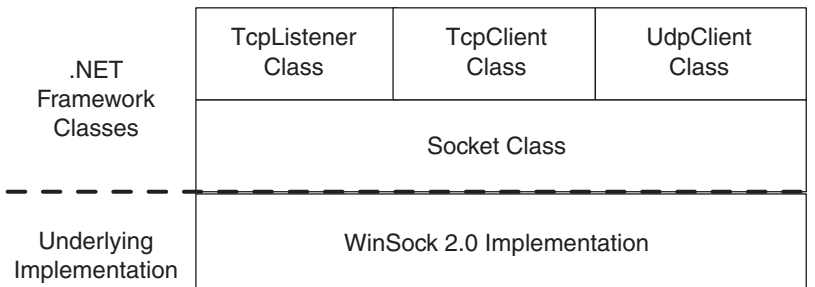 .NET
Framework
Classes
TcpListener
Class
TcpClient
Class
UdpClient
Class
Socket Class
Underlying
Implementation
WinSock 2.0 Implementation